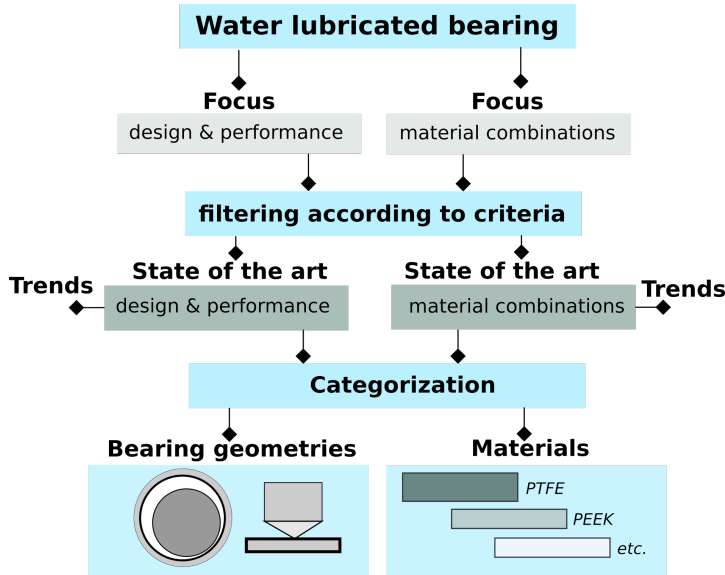 Water lubricated bearing
Focus
Focus
design & performance
material combinations
filtering according to criteria
State of the art
State of the art
Trends
Trends
design & performance
material combinations
Categorization
Bearing geometries
Materials
PTFE
PEEK
etc.